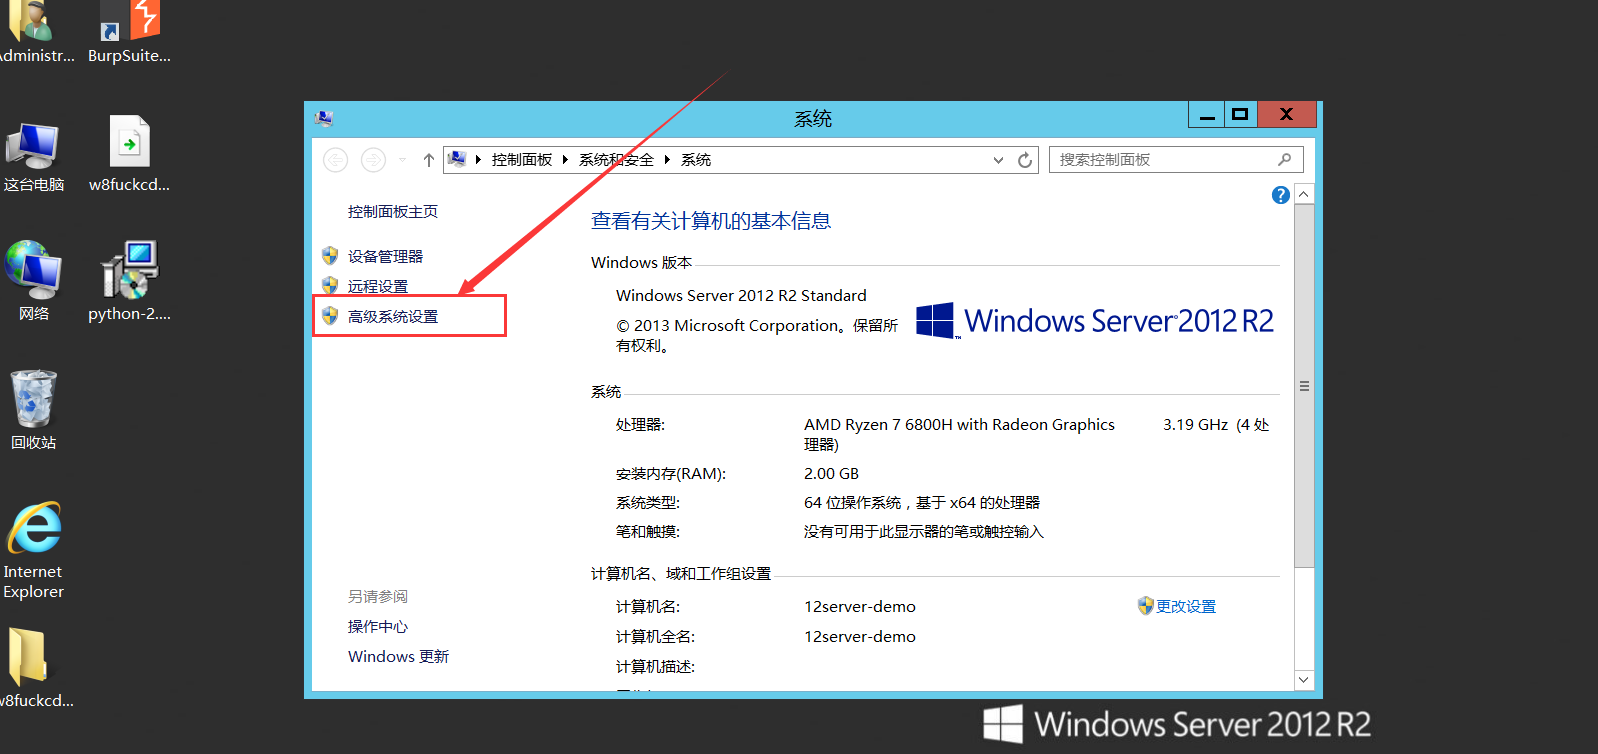 Administr...
BurpSuite...
这台电脑
w8fuckcd...
网络
python-2....
回收站
Internet
Explorer
w8fuckcd...
系统
控制面板 系统和安全 系统
搜索控制面板
控制面板主页
设备管理器
远程设置
高级系统设置
另请参阅
操作中心
Windows 更新
查看有关计算机的基本信息
Windows 版本
Windows Server 2012 R2 Standard
© 2013 Microsoft Corporation。保留所
有权利。
Windows Server 2012 R2
系统
处理器: AMD Ryzen 7 6800H with Radeon Graphics 3.19 GHz (4 处
理器)
安装内存(RAM): 2.00 GB
系统类型: 64 位操作系统，基于 x64 的处理器
笔和触摸: 没有可用于此显示器的笔或触控输入
计算机名、域和工作组设置
计算机名: 12server-demo 更改设置
计算机全名: 12server-demo
计算机描述:
Windows Server 2012 R2